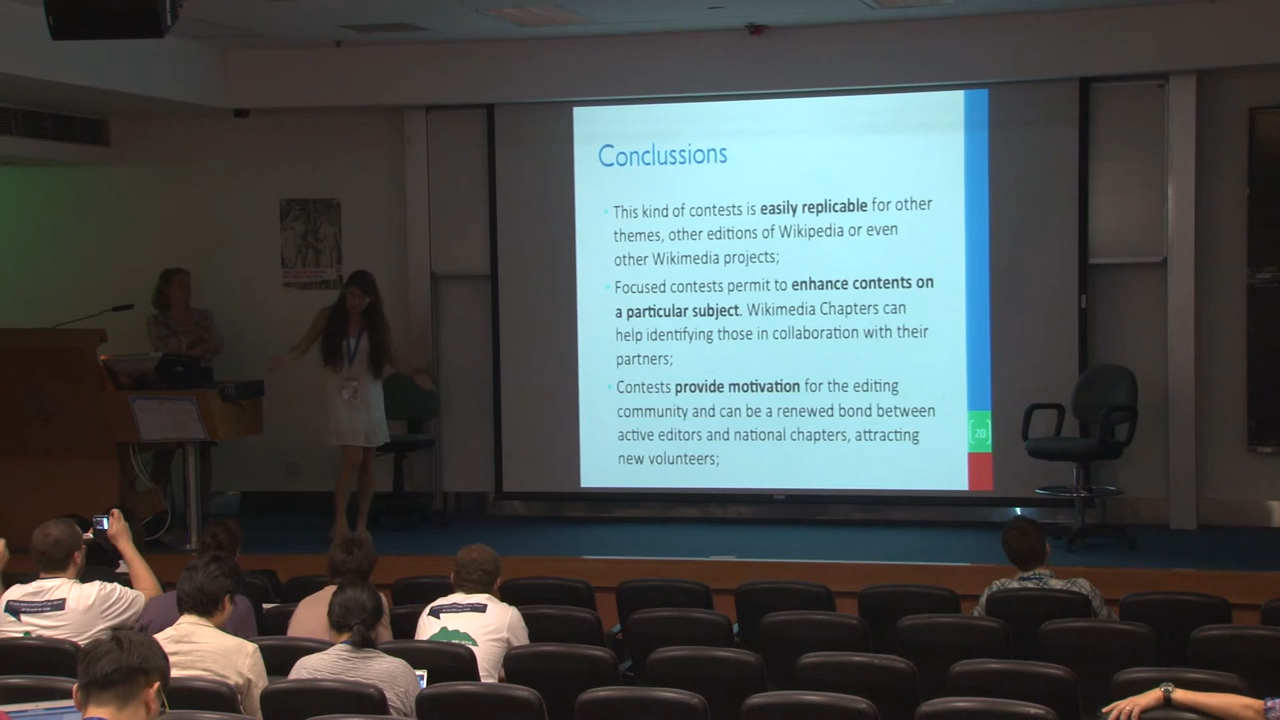 Conclussions
This kind of contests is easily replicable for other
themes, other editions of Wikipedia or even
other Wikimedia projects;
Focused contests permit to enhance contents on
a particular subject. Wikimedia Chapters can
help identifying those in collaboration with their
partners;
Contests provide motivation for the editing
community and can be a renewed bond between
active editors and national chapters, attracting
new volunteers;
20